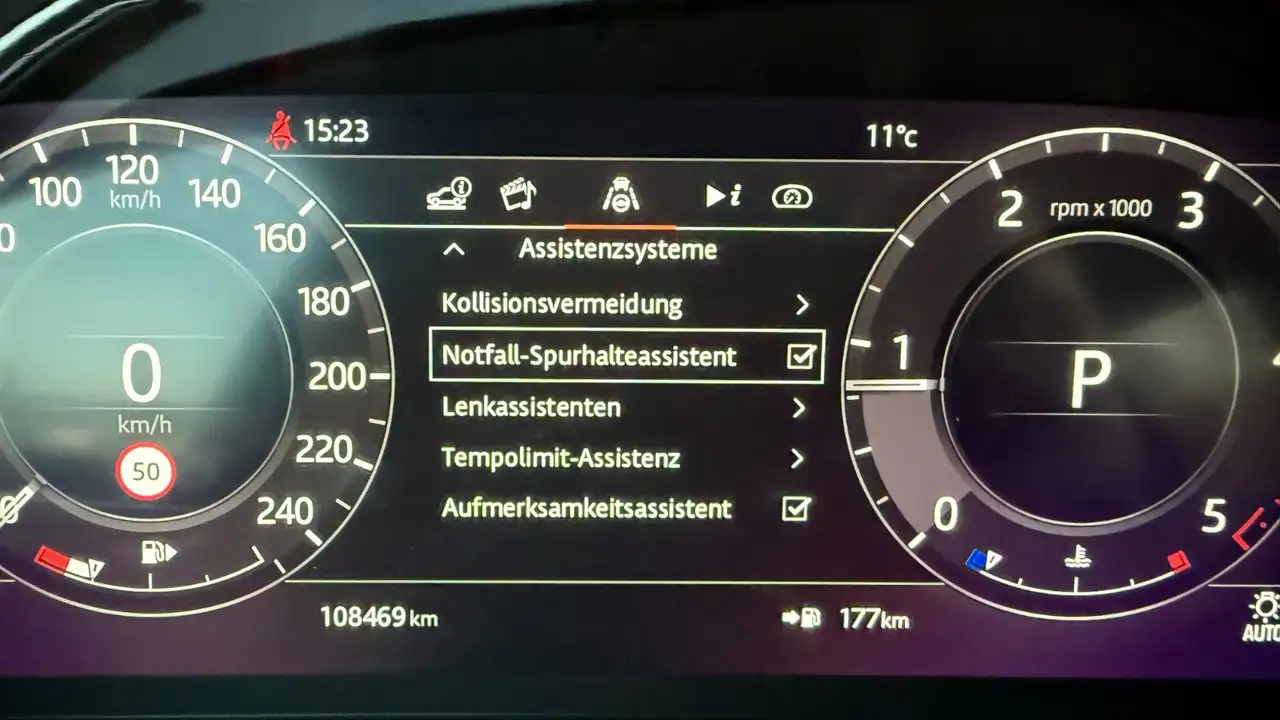 15:23
11°c
100
120
km/h
140
160
180
200
220
240
0
0
km/h
50
i
Assistenzsysteme
Kollisionsvermeidung
Notfall-Spurhalteassistent
Lenkassistenten
Tempolimit-Assistenz
Aufmerksamkeitsassistent
2
rpm x 1000
3
1
P
0
5
108469 km
177 km
AUTO